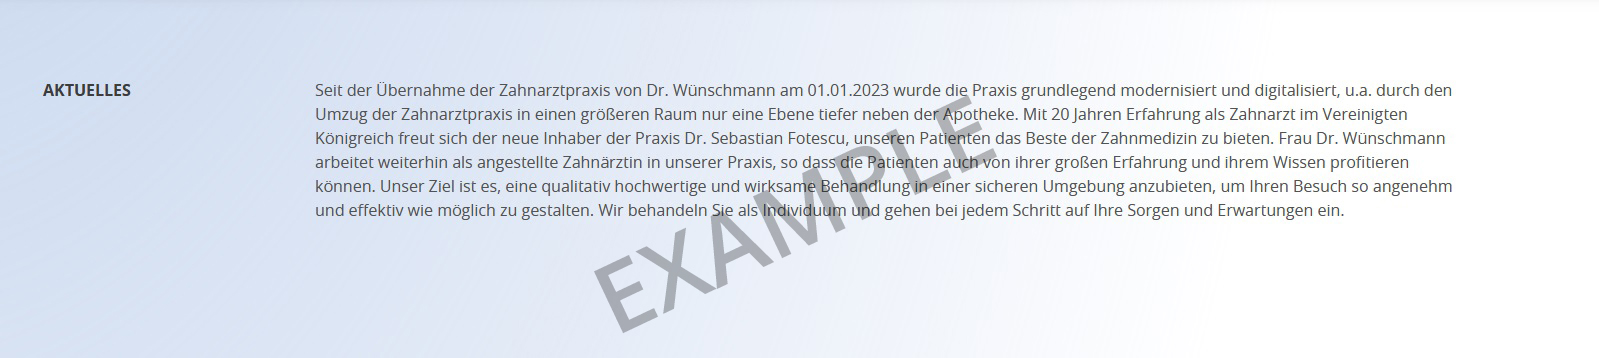 AKTUELLES
Seit der Übernahme der Zahnarztpraxis von Dr. Wünschmann am 01.01.2023 wurde die Praxis grundlegend modernisiert und digitalisiert, u.a. durch den
Umzug der Zahnarztpraxis in einen größeren Raum nur eine Ebene tiefer neben der Apotheke. Mit 20 Jahren Erfahrung als Zahnarzt im Vereinigten
Königreich freut sich der neue Inhaber der Praxis Dr. Sebastian Fotescu, unseren Patienten das Beste der Zahnmedizin zu bieten. Frau Dr. Wünschmann
arbeitet weiterhin als angestellte Zahnärztin in unserer Praxis, so dass die Patienten auch von ihrer großen Erfahrung und ihrem Wissen profitieren
können. Unser Ziel ist es, eine qualitativ hochwertige und wirksame Behandlung in einer sicheren Umgebung anzubieten, um Ihren Besuch so angenehm
und effektiv wie möglich zu gestalten. Wir behandeln Sie als Individuum und gehen bei jedem Schritt auf Ihre Sorgen und Erwartungen ein.
EXAMPLE